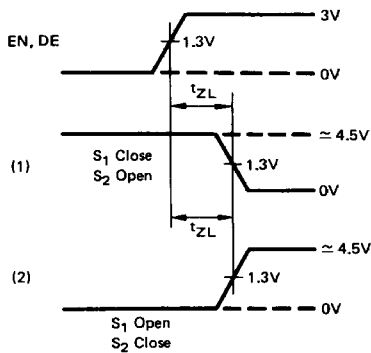 3V
EN, DE
1.3V
0V
tZL
≃ 4.5V
S1 Close
(1)
1.3V
S2 Open
0V
tZL
≃ 4.5V
(2)
1.3V
0V
S1 Open
S2 Close